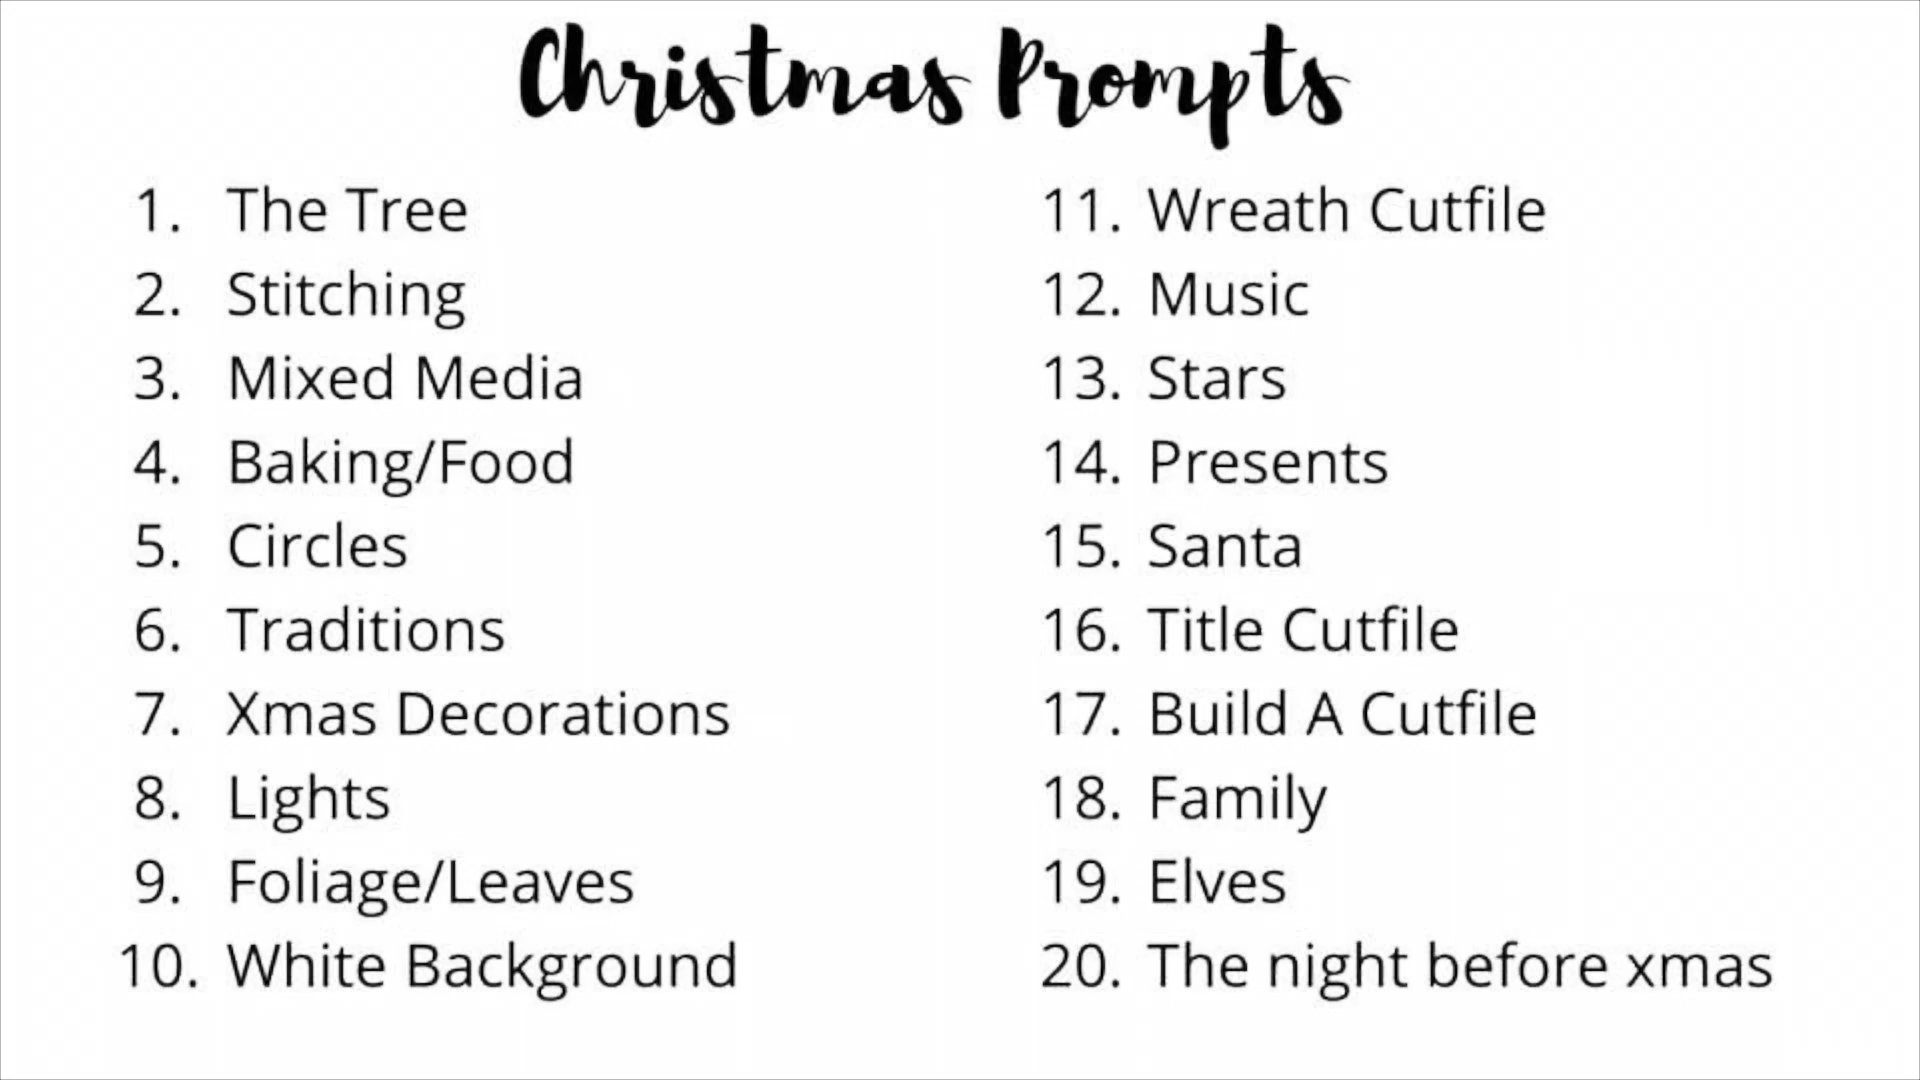 Christmas Prompts
1. The Tree
2. Stitching
3. Mixed Media
4. Baking/Food
5. Circles
6. Traditions
7. Xmas Decorations
8. Lights
9. Foliage/Leaves
10. White Background
11. Wreath Cutfile
12. Music
13. Stars
14. Presents
15. Santa
16. Title Cutfile
17. Build A Cutfile
18. Family
19. Elves
20. The night before xmas